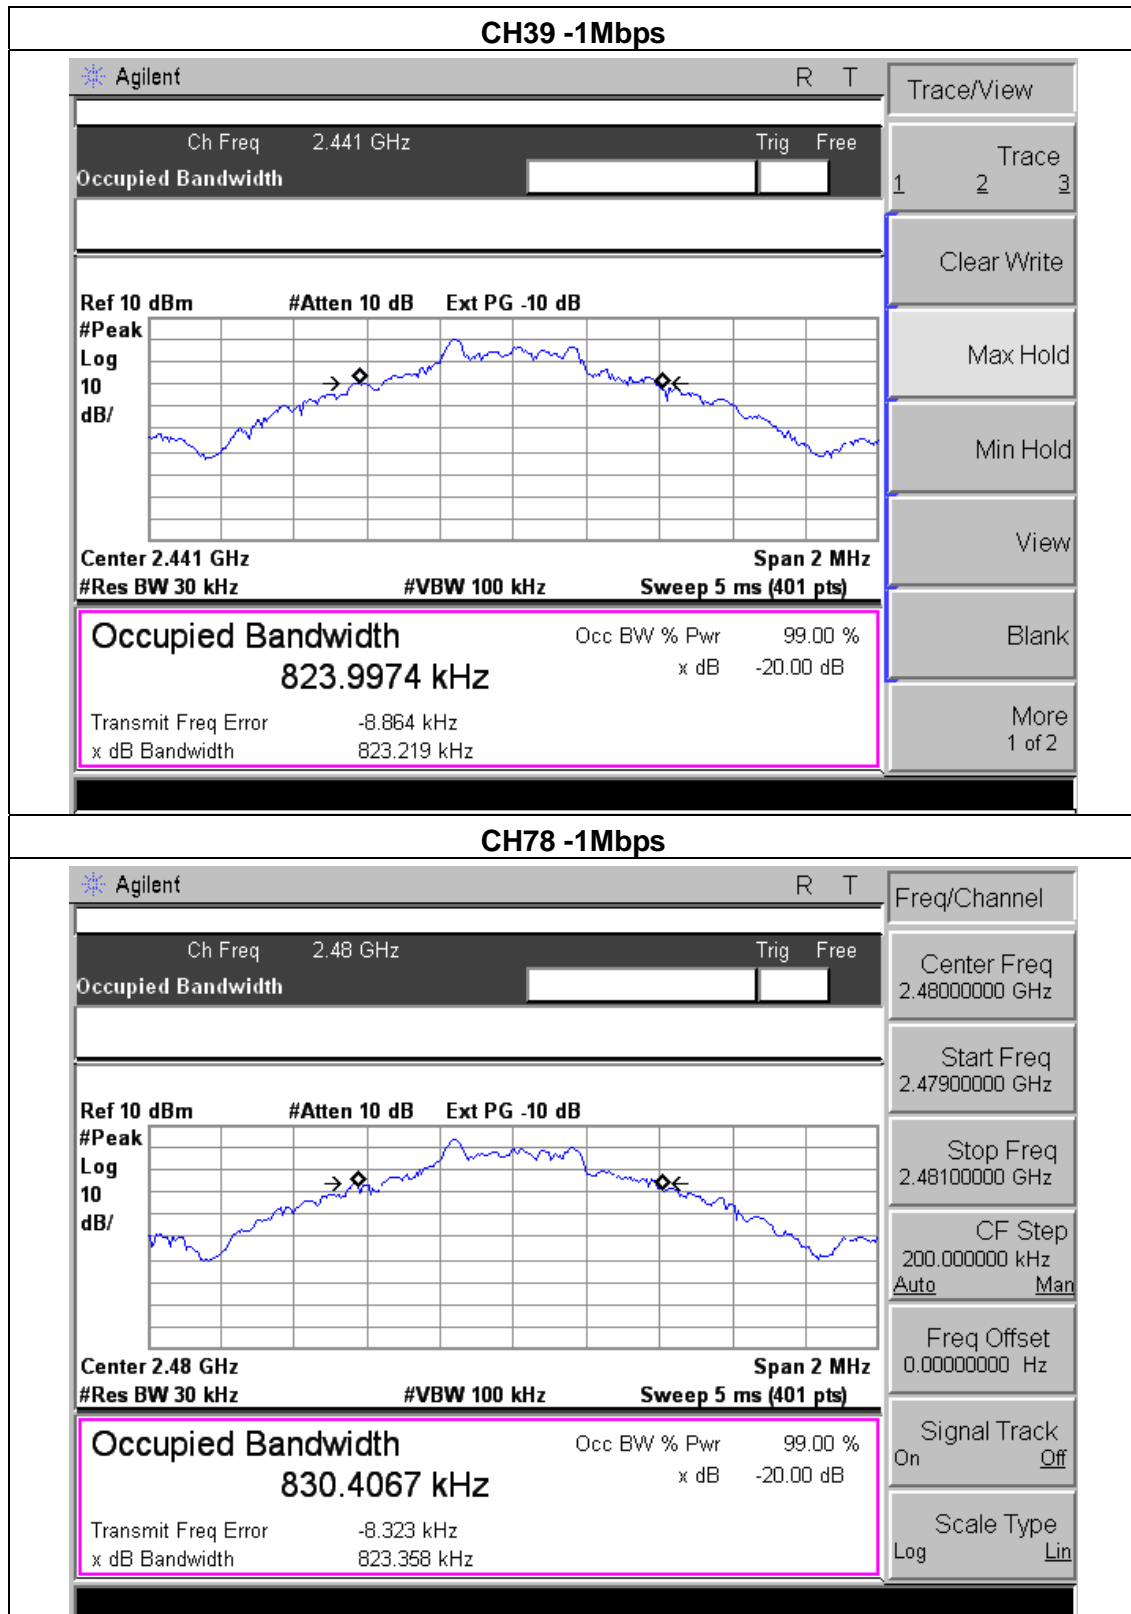 CH39 -1Mbps
Agilent R T
Trace/View
Ch Freq 2.441 GHz Trig Free
Occupied Bandwidth
Trace
1 2 3
Clear Write
Ref 10 dBm #Atten 10 dB Ext PG -10 dB
#Peak
Log
10
dB/
Max Hold
Min Hold
View
Center 2.441 GHz Span 2 MHz
#Res BW 30 kHz #VBW 100 kHz Sweep 5 ms (401 pts)
Occupied Bandwidth Occ BW % Pwr 99.00 %
823.9974 kHz x dB -20.00 dB
Transmit Freq Error -8.864 kHz
x dB Bandwidth 823.219 kHz
Blank
More
1 of 2
CH78 -1Mbps
Agilent R T
Freq/Channel
Ch Freq 2.48 GHz Trig Free
Occupied Bandwidth
Center Freq
2.48000000 GHz
Start Freq
2.47900000 GHz
Ref 10 dBm #Atten 10 dB Ext PG -10 dB
#Peak
Log
10
dB/
Stop Freq
2.48100000 GHz
CF Step
200.000000 kHz
Auto Man
Freq Offset
0.00000000 Hz
Center 2.48 GHz Span 2 MHz
#Res BW 30 kHz #VBW 100 kHz Sweep 5 ms (401 pts)
Occupied Bandwidth Occ BW % Pwr 99.00 %
830.4067 kHz x dB -20.00 dB
Transmit Freq Error -8.323 kHz
x dB Bandwidth 823.358 kHz
Signal Track
On Off
Scale Type
Log Lin